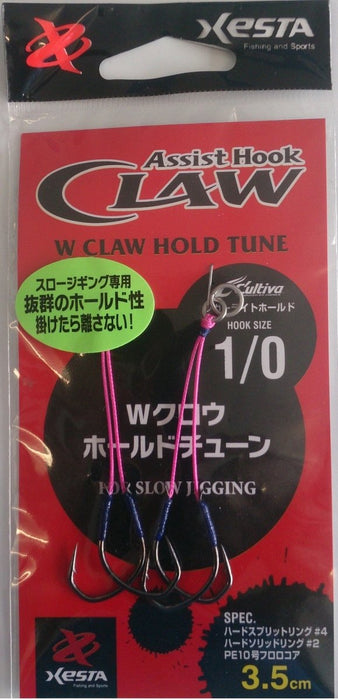 XESTA
Fishing and Sports
Assist Hook
CLAW
W CLAW HOLD TUNE
スロージギング専用
抜群のホールド性
掛けたら離さない!
Cultiva
イトホールド
HOOK SIZE
1/0
Wクロウ
ホールドチューン
FOR SLOW JIGGING
SPEC.
ハードスプリットリング #4
ハードソリッドリング #2
PE10号フロロコア
3.5cm
XESTA
Fishing and Sports